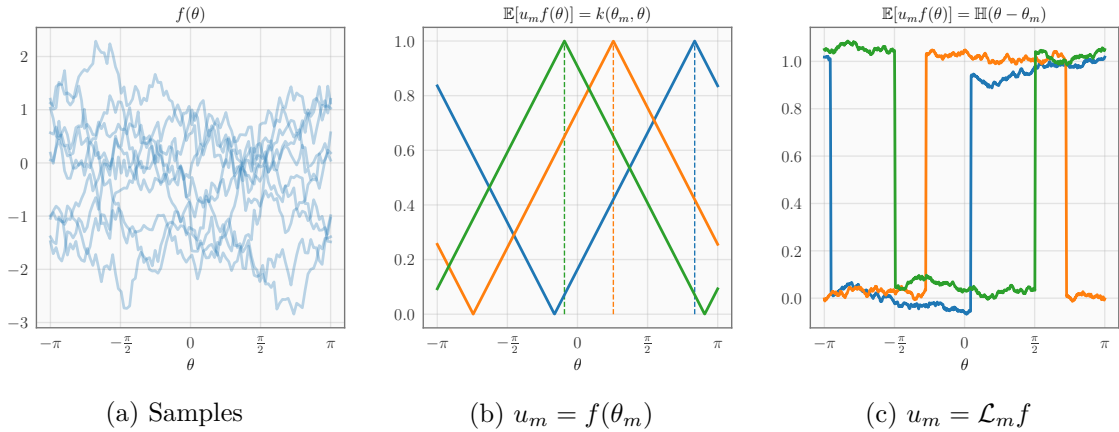 f(θ)
2
1
0
−1
−2
−3
−π
−π/2
0
π/2
π
θ
(a) Samples
𝔼[u_m f(θ)] = k(θ_m, θ)
1.0
0.8
0.6
0.4
0.2
0.0
−π
−π/2
0
π/2
π
θ
(b) u_m = f(θ_m)
𝔼[u_m f(θ)] = ℍ(θ − θ_m)
1.0
0.8
0.6
0.4
0.2
0.0
−π
−π/2
0
π/2
π
θ
(c) u_m = ℒ_m f